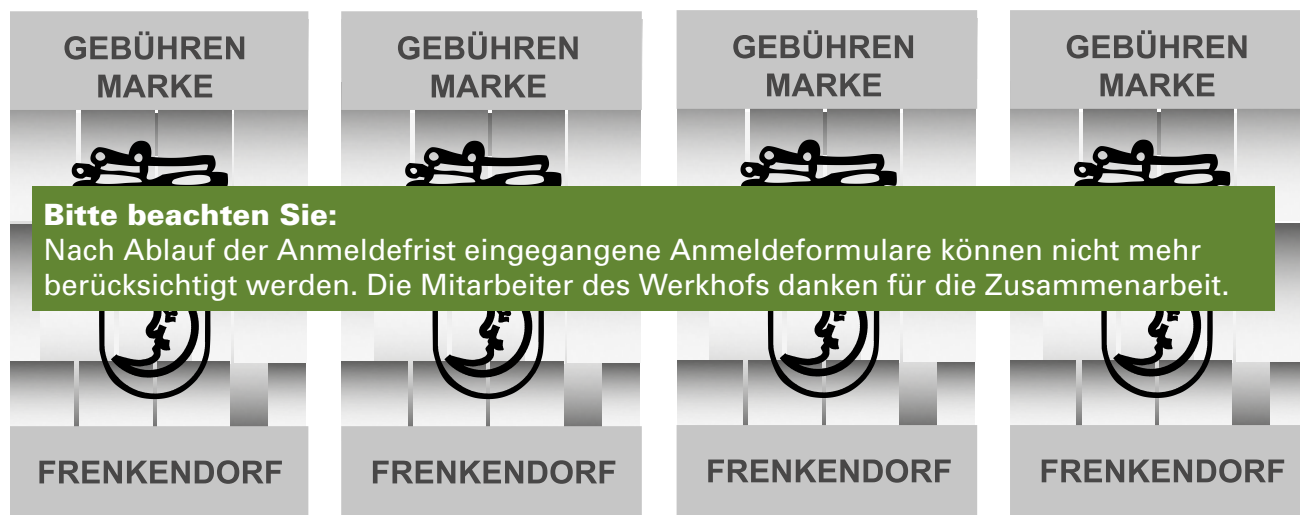 GEBÜHREN
MARKE
GEBÜHREN
MARKE
GEBÜHREN
MARKE
GEBÜHREN
MARKE
Bitte beachten Sie:
Nach Ablauf der Anmeldefrist eingegangene Anmeldeformulare können nicht mehr
berücksichtigt werden. Die Mitarbeiter des Werkhofs danken für die Zusammenarbeit.
FRENKENDORF
FRENKENDORF
FRENKENDORF
FRENKENDORF